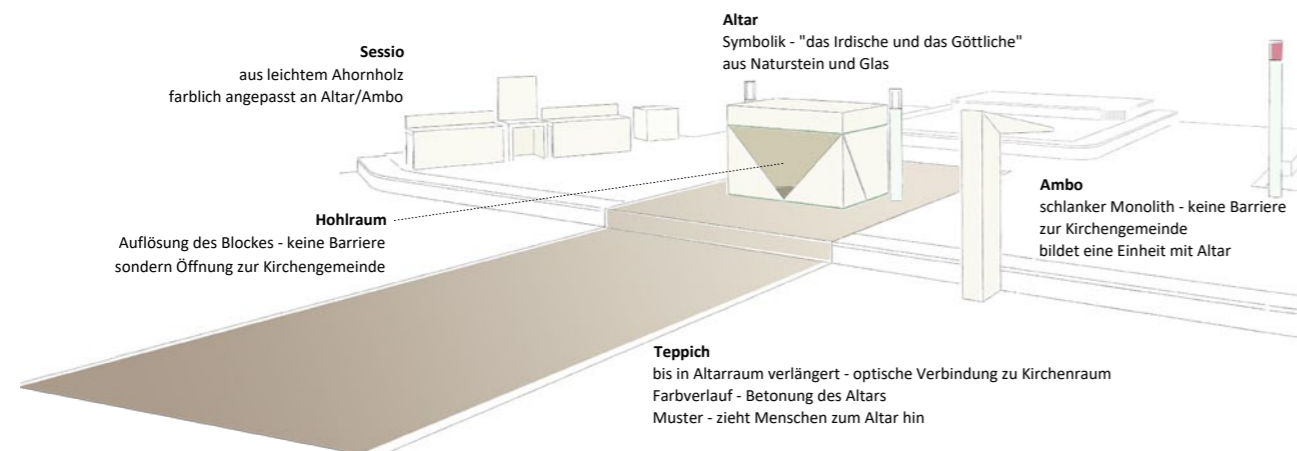 Altar
Symbolik - "das Irdische und das Göttliche"
aus Naturstein und Glas
Sessio
aus leichtem Ahornholz
farblich angepasst an Altar/Ambo
Ambo
schlanker Monolith - keine Barriere
zur Kirchengemeinde
bildet eine Einheit mit Altar
Hohlraum
Auflösung des Blockes - keine Barriere
sondern Öffnung zur Kirchengemeinde
Teppich
bis in Altarraum verlängert - optische Verbindung zu Kirchenraum
Farbverlauf - Betonung des Altars
Muster - zieht Menschen zum Altar hin